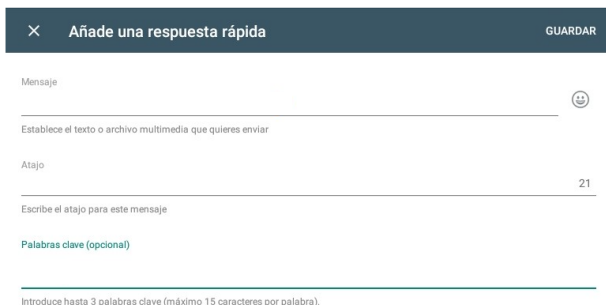 Añade una respuesta rápida
GUARDAR
Mensaje
Establece el texto o archivo multimedia que quieres enviar
Atajo
21
Escribe el atajo para este mensaje
Palabras clave (opcional)
Introduce hasta 3 palabras clave (máximo 15 caracteres por palabra).